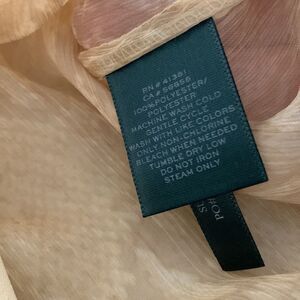 RN# 41381
CA# 56858
100%POLYESTER/
POLYESTER
MACHINE WASH COLD
GENTLE CYCLE
WASH WITH LIKE COLORS
ONLY NON-CHLORINE
BLEACH WHEN NEEDED
TUMBLE DRY LOW
DO NOT IRON
STEAM ONLY